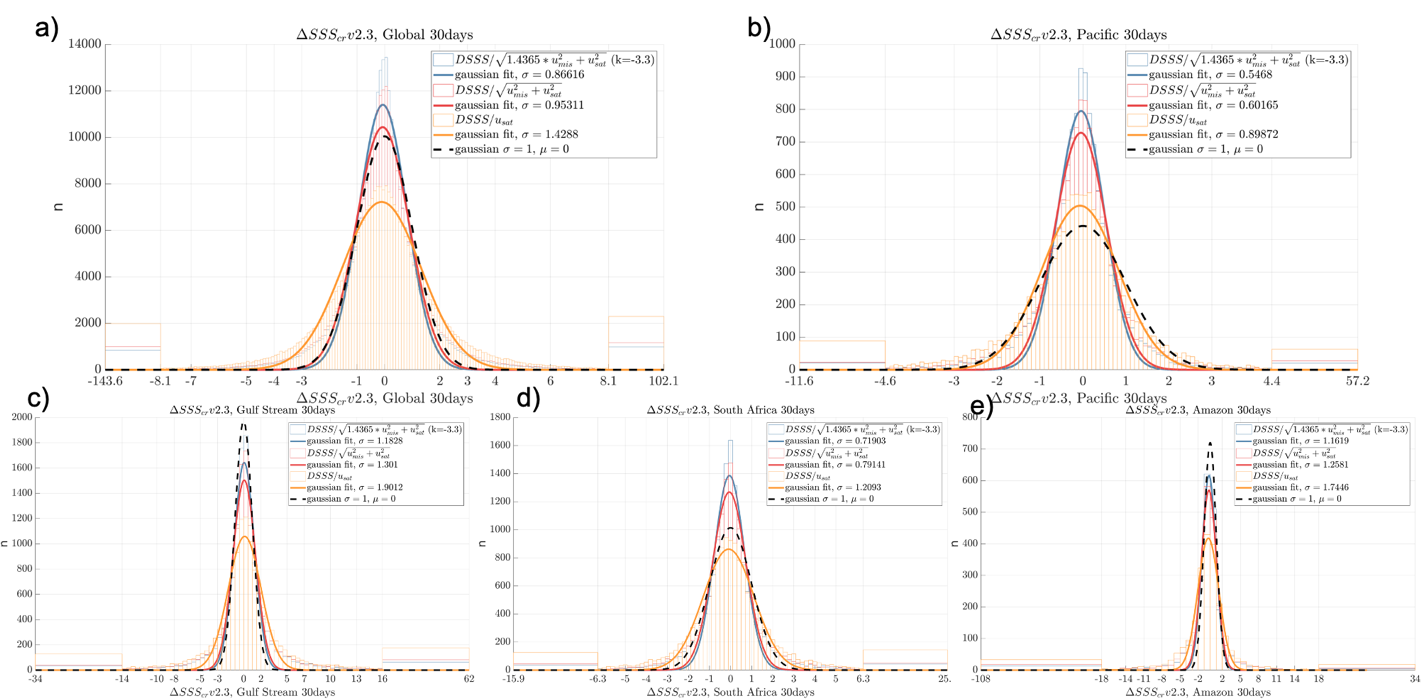 a)
ΔSSS_cr v2.3, Global 30days
14000
12000
10000
8000
6000
4000
2000
0
n
DSSS/√1.4365 * u²_mis + u²_sat (k=-3.3)
gaussian fit, σ = 0.86616
DSSS/√u²_mis + u²_sat
gaussian fit, σ = 0.95311
DSSS/u_sat
gaussian fit, σ = 1.4288
gaussian σ = 1, μ = 0
-143.6 -8.1 -7 -5 -4 -3 -1 0 2 3 4 6 8.1 102.1
ΔSSS_cr v2.3, Global 30days
b)
ΔSSS_cr v2.3, Pacific 30days
1000
900
800
700
600
500
400
300
200
100
0
n
DSSS/√1.4365 * u²_mis + u²_sat (k=-3.3)
gaussian fit, σ = 0.5468
DSSS/√u²_mis + u²_sat
gaussian fit, σ = 0.60165
DSSS/u_sat
gaussian fit, σ = 0.89872
gaussian σ = 1, μ = 0
-11.6 -4.6 -3 -2 -1 0 1 2 3 4.4 57.2
ΔSSS_cr v2.3, Pacific 30days
c)
ΔSSS_cr v2.3, Gulf Stream 30days
2000
1800
1600
1400
1200
1000
800
600
400
200
0
n
DSSS/√1.4365 * u²_mis + u²_sat (k=-3.3)
gaussian fit, σ = 1.1828
DSSS/√u²_mis + u²_sat
gaussian fit, σ = 1.301
DSSS/u_sat
gaussian fit, σ = 1.9012
gaussian σ = 1, μ = 0
-34 -14 -10 -8 -5 -3 0 2 5 7 10 13 16 62
ΔSSS_cr v2.3, Gulf Stream 30days
d)
ΔSSS_cr v2.3, South Africa 30days
1800
1600
1400
1200
1000
800
600
400
200
0
n
DSSS/√1.4365 * u²_mis + u²_sat (k=-3.3)
gaussian fit, σ = 0.71903
DSSS/√u²_mis + u²_sat
gaussian fit, σ = 0.79141
DSSS/u_sat
gaussian fit, σ = 1.2093
gaussian σ = 1, μ = 0
-15.9 -6.3 -5 -4 -3 -2 -1 0 1 2 3 4 5 6.3 25.
ΔSSS_cr v2.3, South Africa 30days
e)
ΔSSS_cr v2.3, Amazon 30days
800
700
600
500
400
300
200
100
0
n
DSSS/√1.4365 * u²_mis + u²_sat (k=-3.3)
gaussian fit, σ = 1.1619
DSSS/√u²_mis + u²_sat
gaussian fit, σ = 1.2581
DSSS/u_sat
gaussian fit, σ = 1.7446
gaussian σ = 1, μ = 0
-108 -18 -14 -11 -8 -5 -2 2 5 8 11 14 18 34
ΔSSS_cr v2.3, Amazon 30days